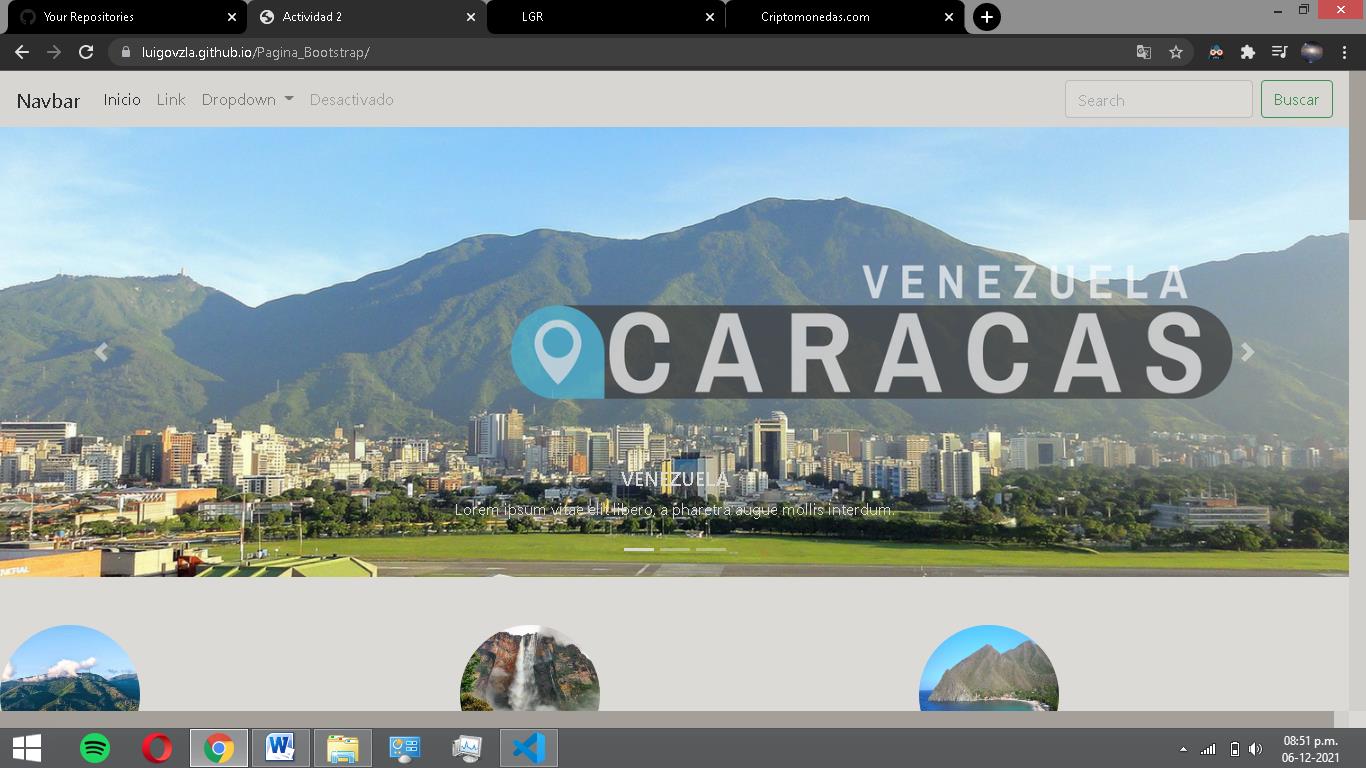 Your Repositories
Actividad 2
LGR
Criptomonedas.com
luigovzla.github.io/Pagina_Bootstrap/
Navbar Inicio Link Dropdown Desactivado Search Buscar
VENEZUELA
CARACAS
VENEZUELA
Lorem ipsum vitae elit libero, a pharetra augue mollis interdum.
08:51 p.m.
06-12-2021